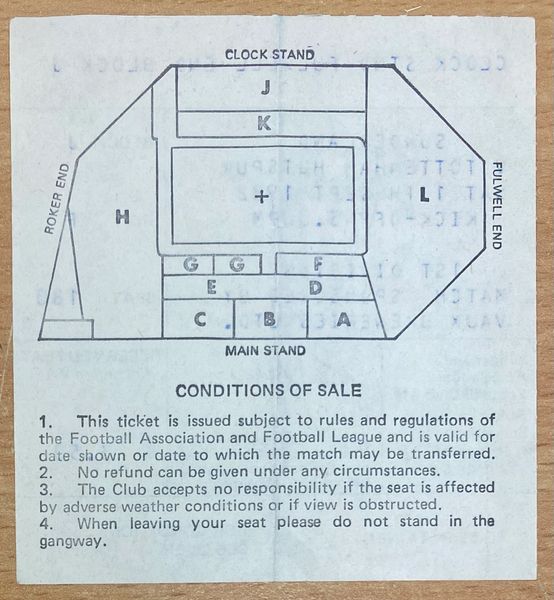 CLOCK STAND
J
K
ROKER END
H
L
FULWELL END
G G F
E D
C B A
MAIN STAND
CONDITIONS OF SALE
1. This ticket is issued subject to rules and regulations of
the Football Association and Football League and is valid for
date shown or date to which the match may be transferred.
2. No refund can be given under any circumstances.
3. The Club accepts no responsibility if the seat is affected
by adverse weather conditions or if view is obstructed.
4. When leaving your seat please do not stand in the
gangway.